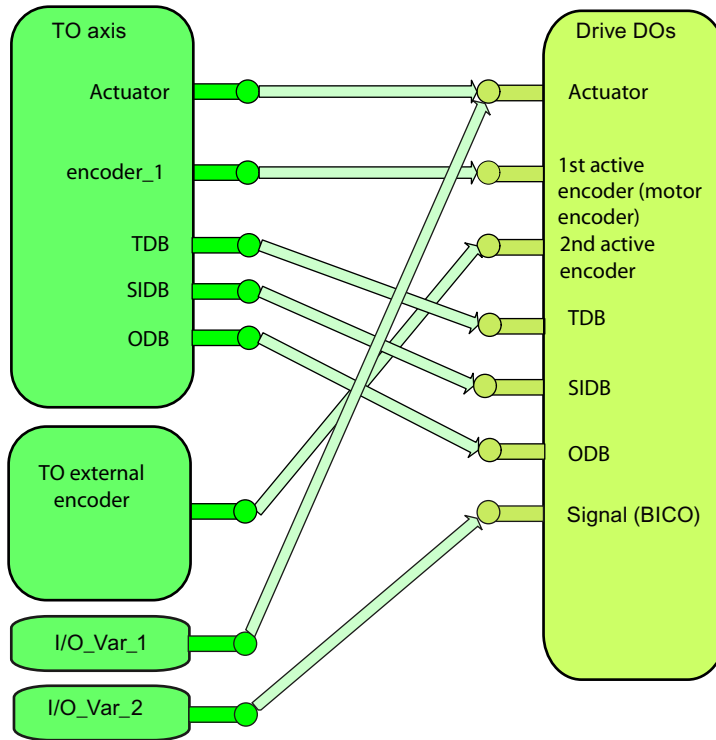 TO axis
Actuator
encoder_1
TDB
SIDB
ODB
TO external
encoder
I/O_Var_1
I/O_Var_2
Drive DOs
Actuator
1st active
encoder (motor
encoder)
2nd active
encoder
TDB
SIDB
ODB
Signal (BICO)